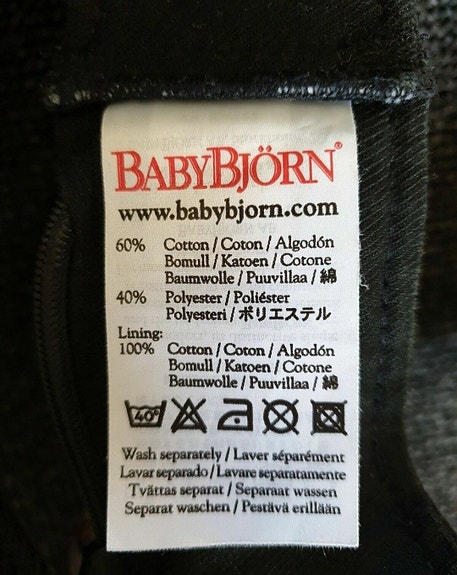 BABYBJÖRN®
www.babybjorn.com
60% Cotton / Coton / Algodón
Bomull / Katoen / Cotone
Baumwolle / Puuvillaa / 綿
40% Polyester / Poliéster
Polyesteri / ポリエステル
Lining:
100% Cotton / Coton / Algodón
Bomull / Katoen / Cotone
Baumwolle / Puuvillaa / 綿
40°
Wash separately / Laver séparément
Lavar separado / Lavare separatamente
Tvättas separat / Separaat wassen
Separat waschen / Pestävä erillään